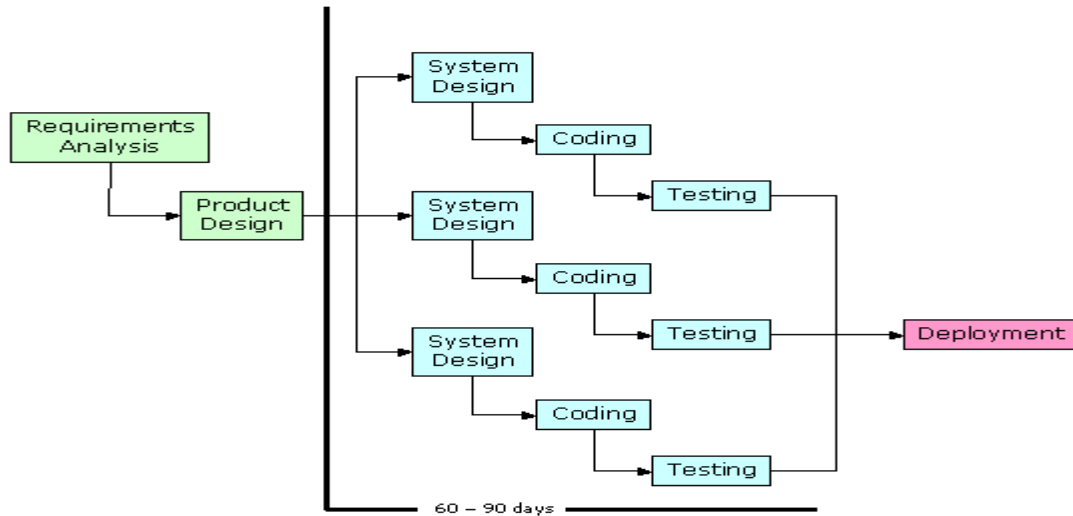 Requirements
Analysis
Product
Design
System
Design
Coding
Testing
System
Design
Coding
Testing
System
Design
Coding
Testing
Deployment
60 – 90 days